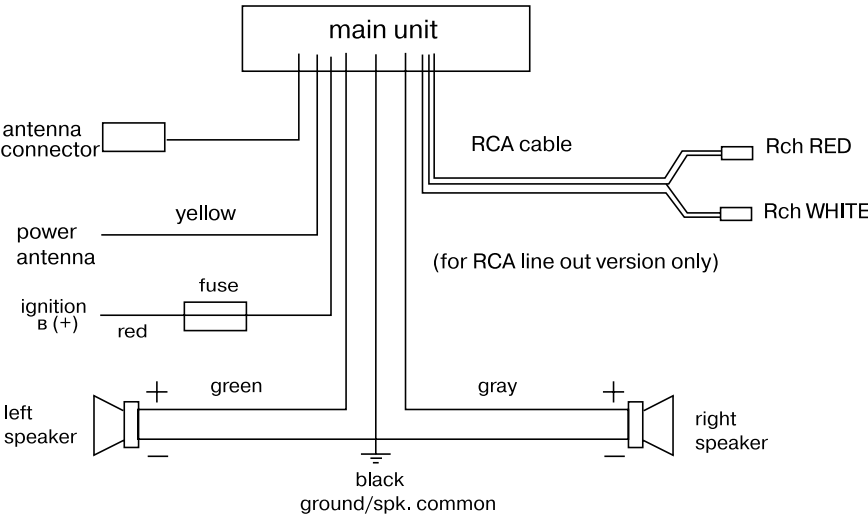 main unit
antenna
connector
RCA cable
Rch RED
yellow
Rch WHITE
power
antenna
(for RCA line out version only)
fuse
ignition
B (+)
red
+
green
gray
+
left
speaker
right
speaker
−
−
black
ground/spk. common